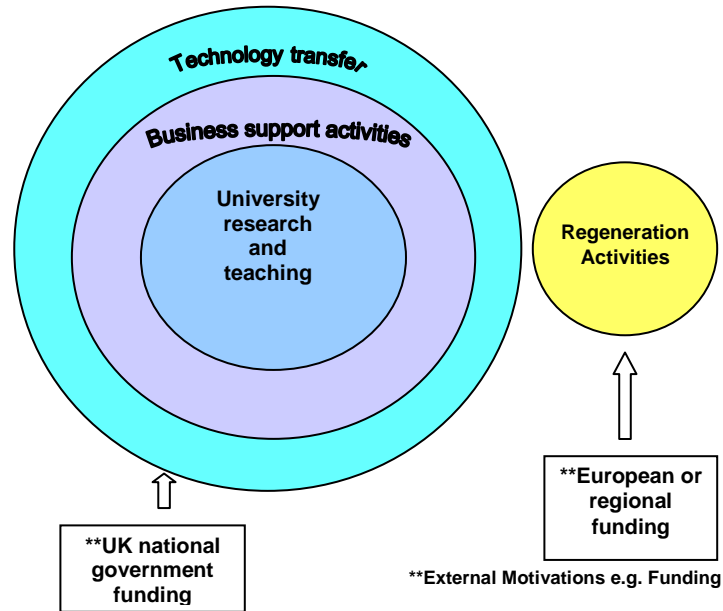 Technology transfer
Business support activities
University
research
and
teaching
Regeneration
Activities
**UK national
government
funding
**European or
regional
funding
**External Motivations e.g. Funding